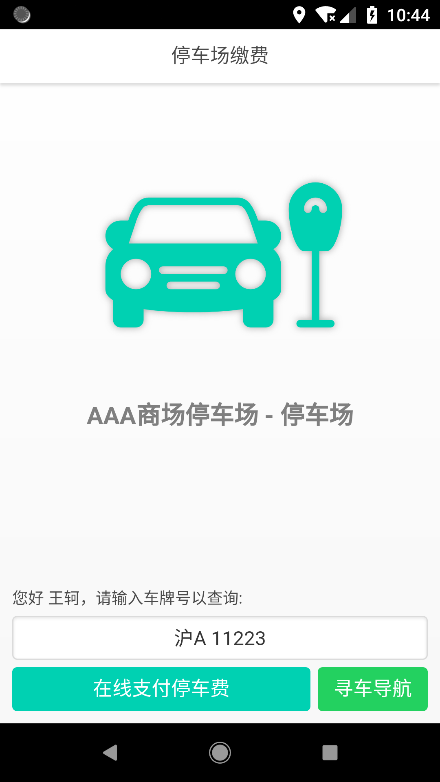 10:44
停车场缴费
AAA商场停车场 - 停车场
您好 王轲，请输入车牌号以查询:
沪A 11223
在线支付停车费
寻车导航